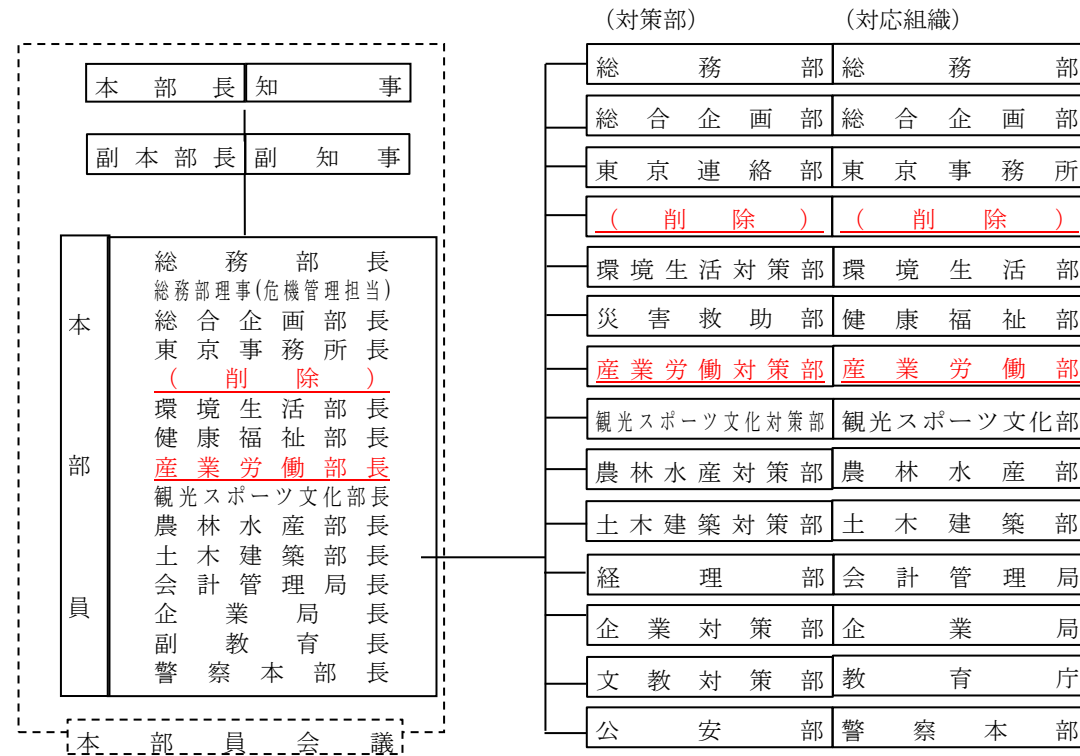 本部長 知事
副本部長 副知事
本部員
総務部長
総務部理事(危機管理担当)
総合企画部長
東京事務所長
(削除)
環境生活部長
健康福祉部長
産業労働部長
観光スポーツ文化部長
農林水産部長
土木建築部長
会計管理局長
企業局長
副教育長
警察本部長
本部員会議
(対策部) (対応組織)
総務部 総務部
総合企画部 総合企画部
東京連絡部 東京事務所
(削除) (削除)
環境生活対策部 環境生活部
災害救助部 健康福祉部
産業労働対策部 産業労働部
観光スポーツ文化対策部 観光スポーツ文化部
農林水産対策部 農林水産部
土木建築対策部 土木建築部
経理部 会計管理局
企業対策部 企業局
文教対策部 教育庁
公安部 警察本部